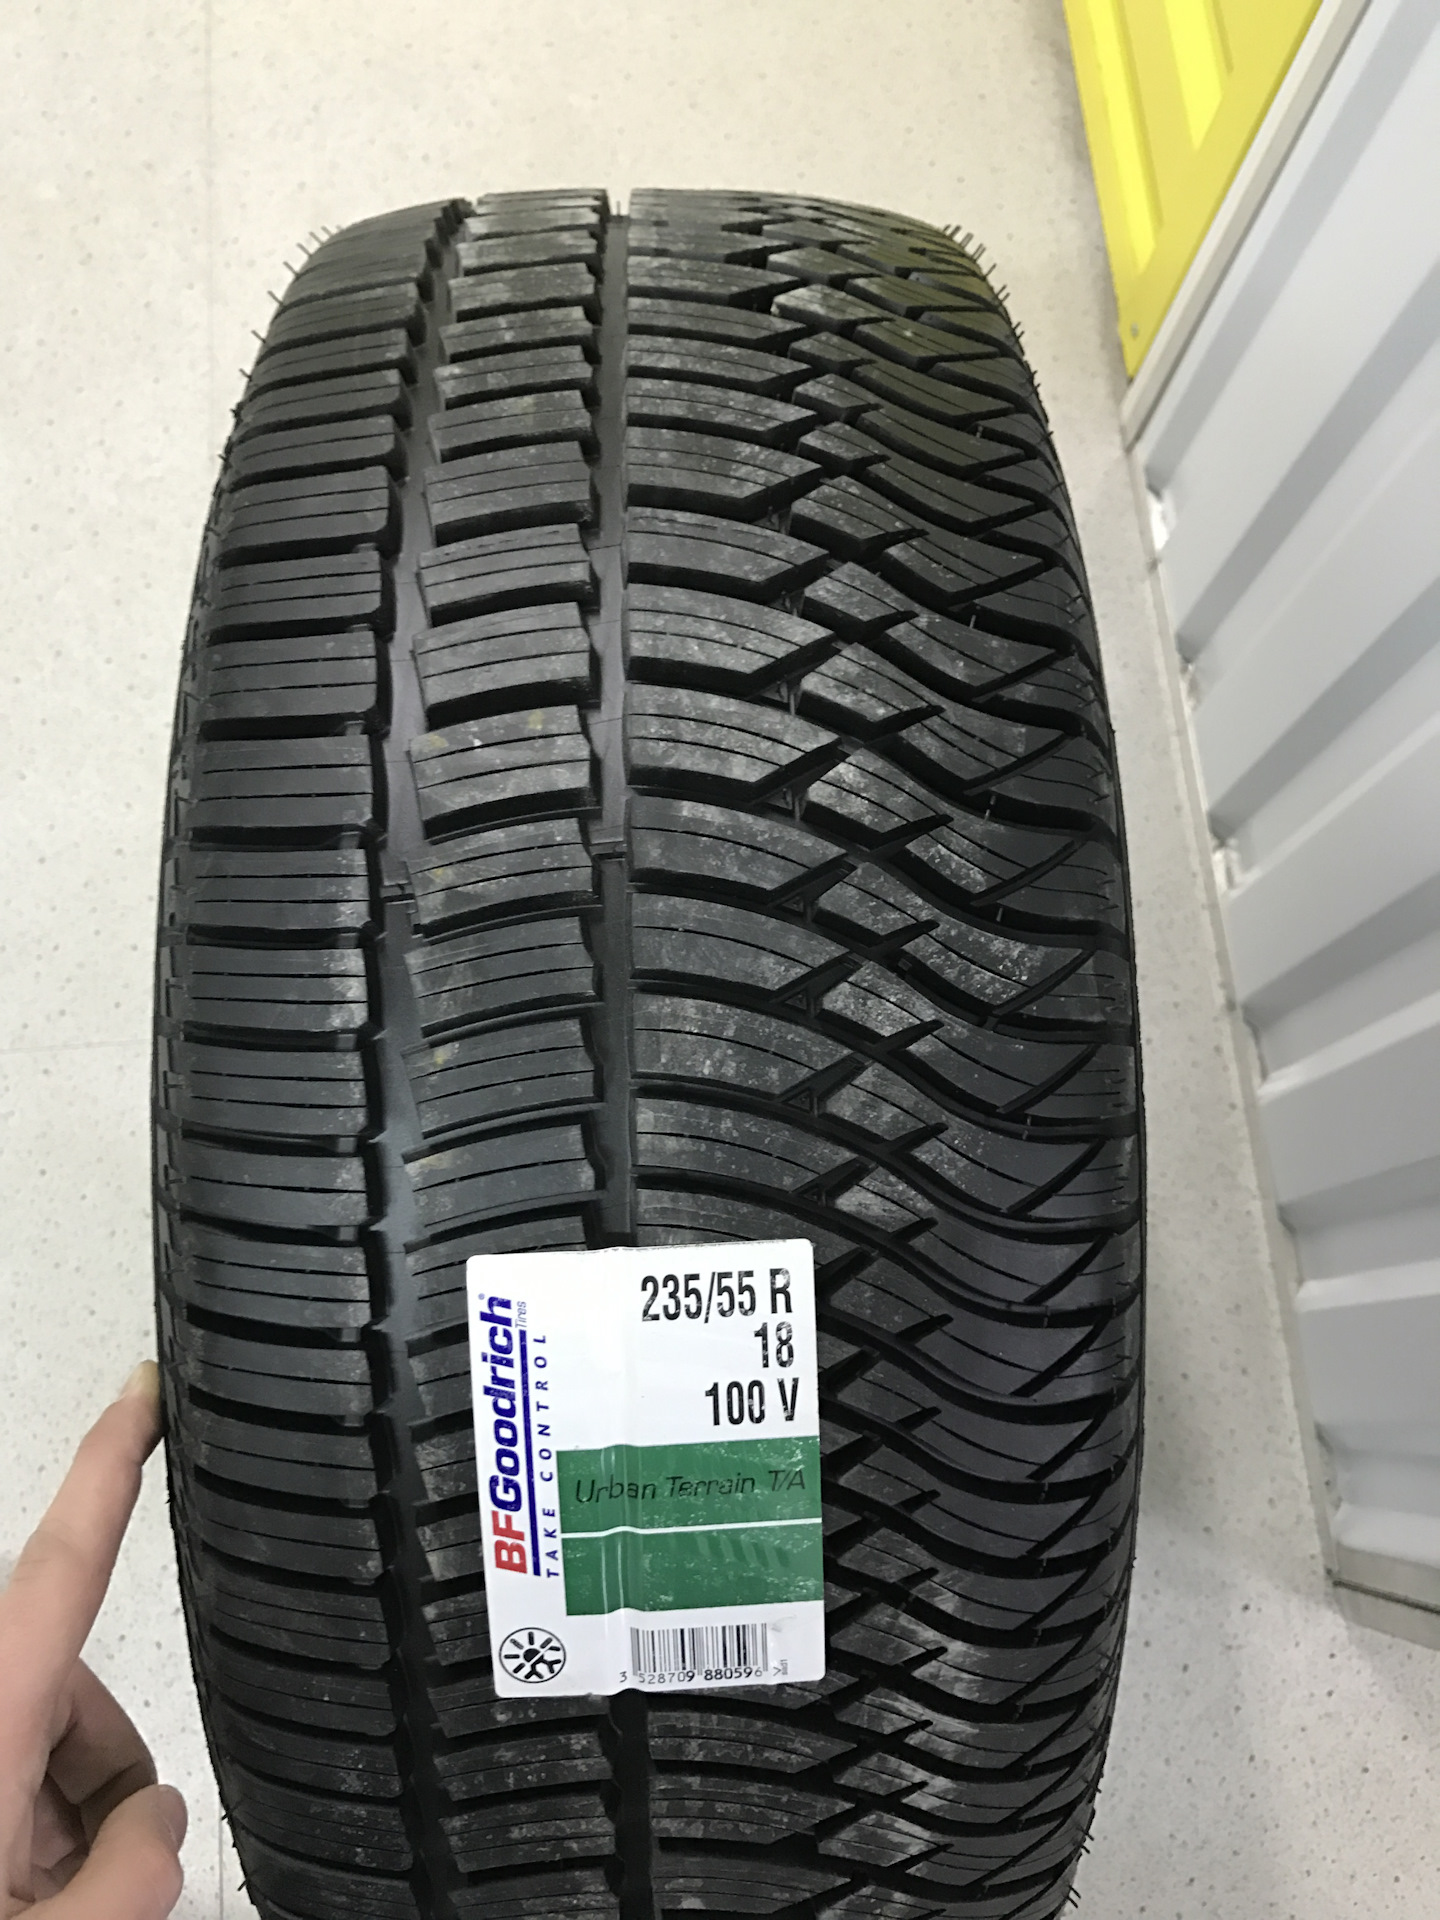 235/55 R
18
100 V
BFGoodrich®
Tires
TAKE CONTROL
Urban Terrain T/A
3 528709 880596